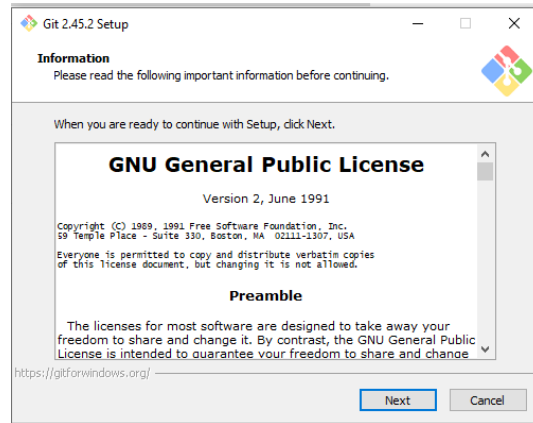 Git 2.45.2 Setup
Information
Please read the following important information before continuing.
When you are ready to continue with Setup, click Next.
GNU General Public License
Version 2, June 1991
Copyright (C) 1989, 1991 Free Software Foundation, Inc.
59 Temple Place - Suite 330, Boston, MA 02111-1307, USA
Everyone is permitted to copy and distribute verbatim copies
of this license document, but changing it is not allowed.
Preamble
The licenses for most software are designed to take away your
freedom to share and change it. By contrast, the GNU General Public
License is intended to guarantee your freedom to share and change
https://gitforwindows.org/
Next
Cancel